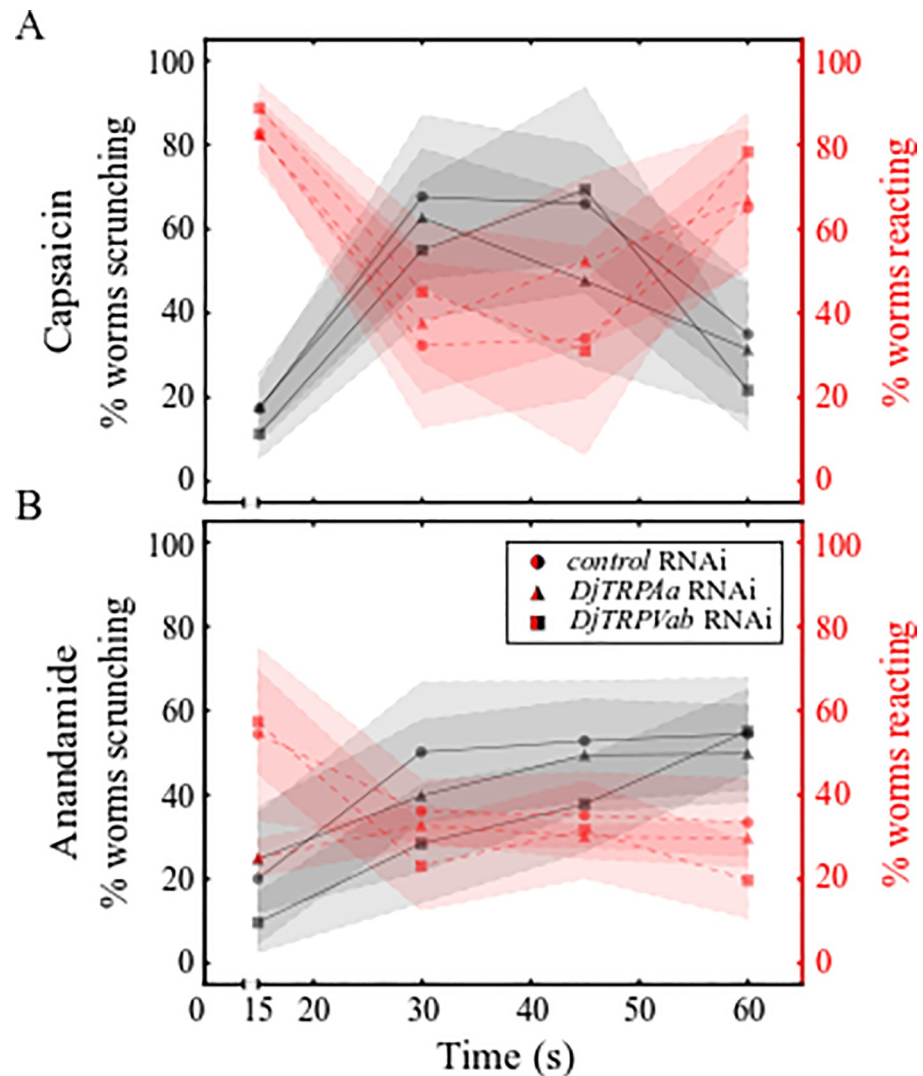 A
Capsaicin
% worms scrunching
100
80
60
40
20
0
100
80
60
40
20
0
% worms reacting
B
Anandamide
% worms scrunching
100
80
60
40
20
0
control RNAi
DjTRPAa RNAi
DjTRPVab RNAi
100
80
60
40
20
0
% worms reacting
0 15 20 30 40 50 60
Time (s)